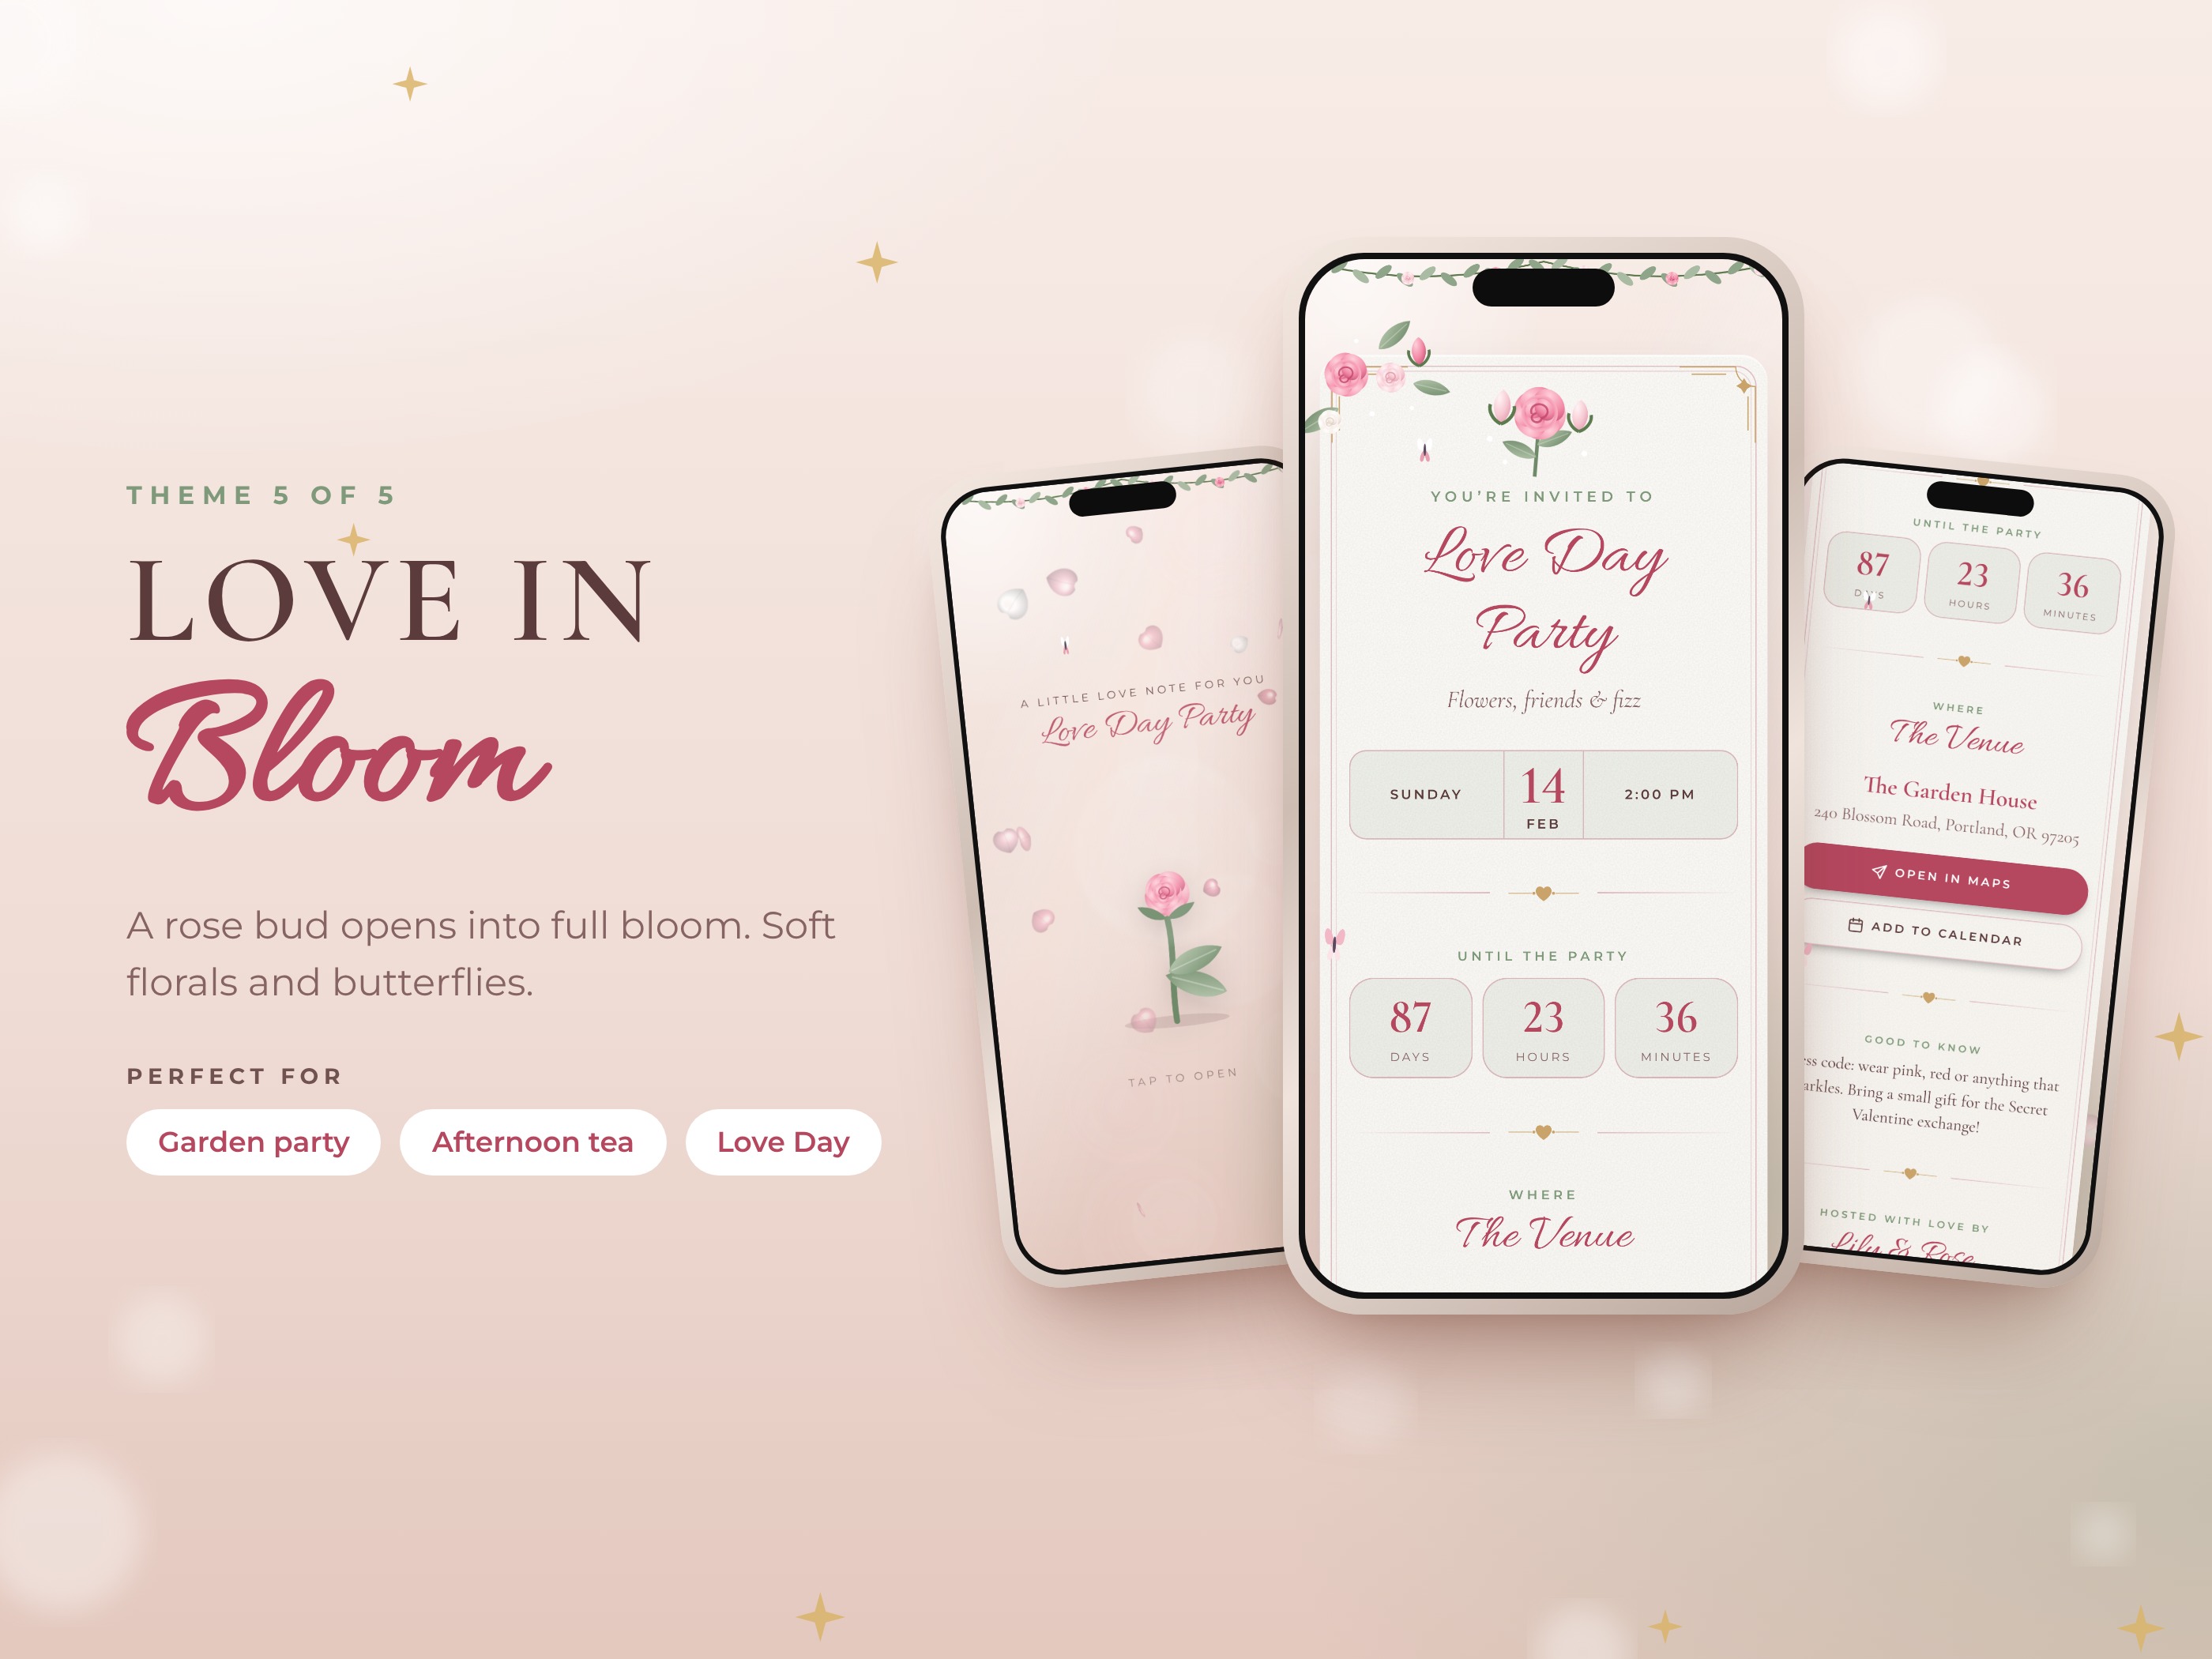 THEME 5 OF 5
LOVE IN
Bloom
A rose bud opens into full bloom. Soft
florals and butterflies.
PERFECT FOR
Garden party
Afternoon tea
Love Day
A LITTLE LOVE NOTE FOR YOU
Love Day Party
TAP TO OPEN
YOU'RE INVITED TO
Love Day
Party
Flowers, friends & fizz
SUNDAY
14
FEB
2:00 PM
UNTIL THE PARTY
87
DAYS
23
HOURS
36
MINUTES
WHERE
The Venue
UNTIL THE PARTY
87
23
HOURS
36
MINUTES
WHERE
The Venue
The Garden House
240 Blossom Road, Portland, OR 97205
OPEN IN MAPS
ADD TO CALENDAR
GOOD TO KNOW
code: wear pink, red or anything that
Bring a small gift for the Secret
Valentine exchange!
HOSTED WITH LOVE BY
Lily & Rose